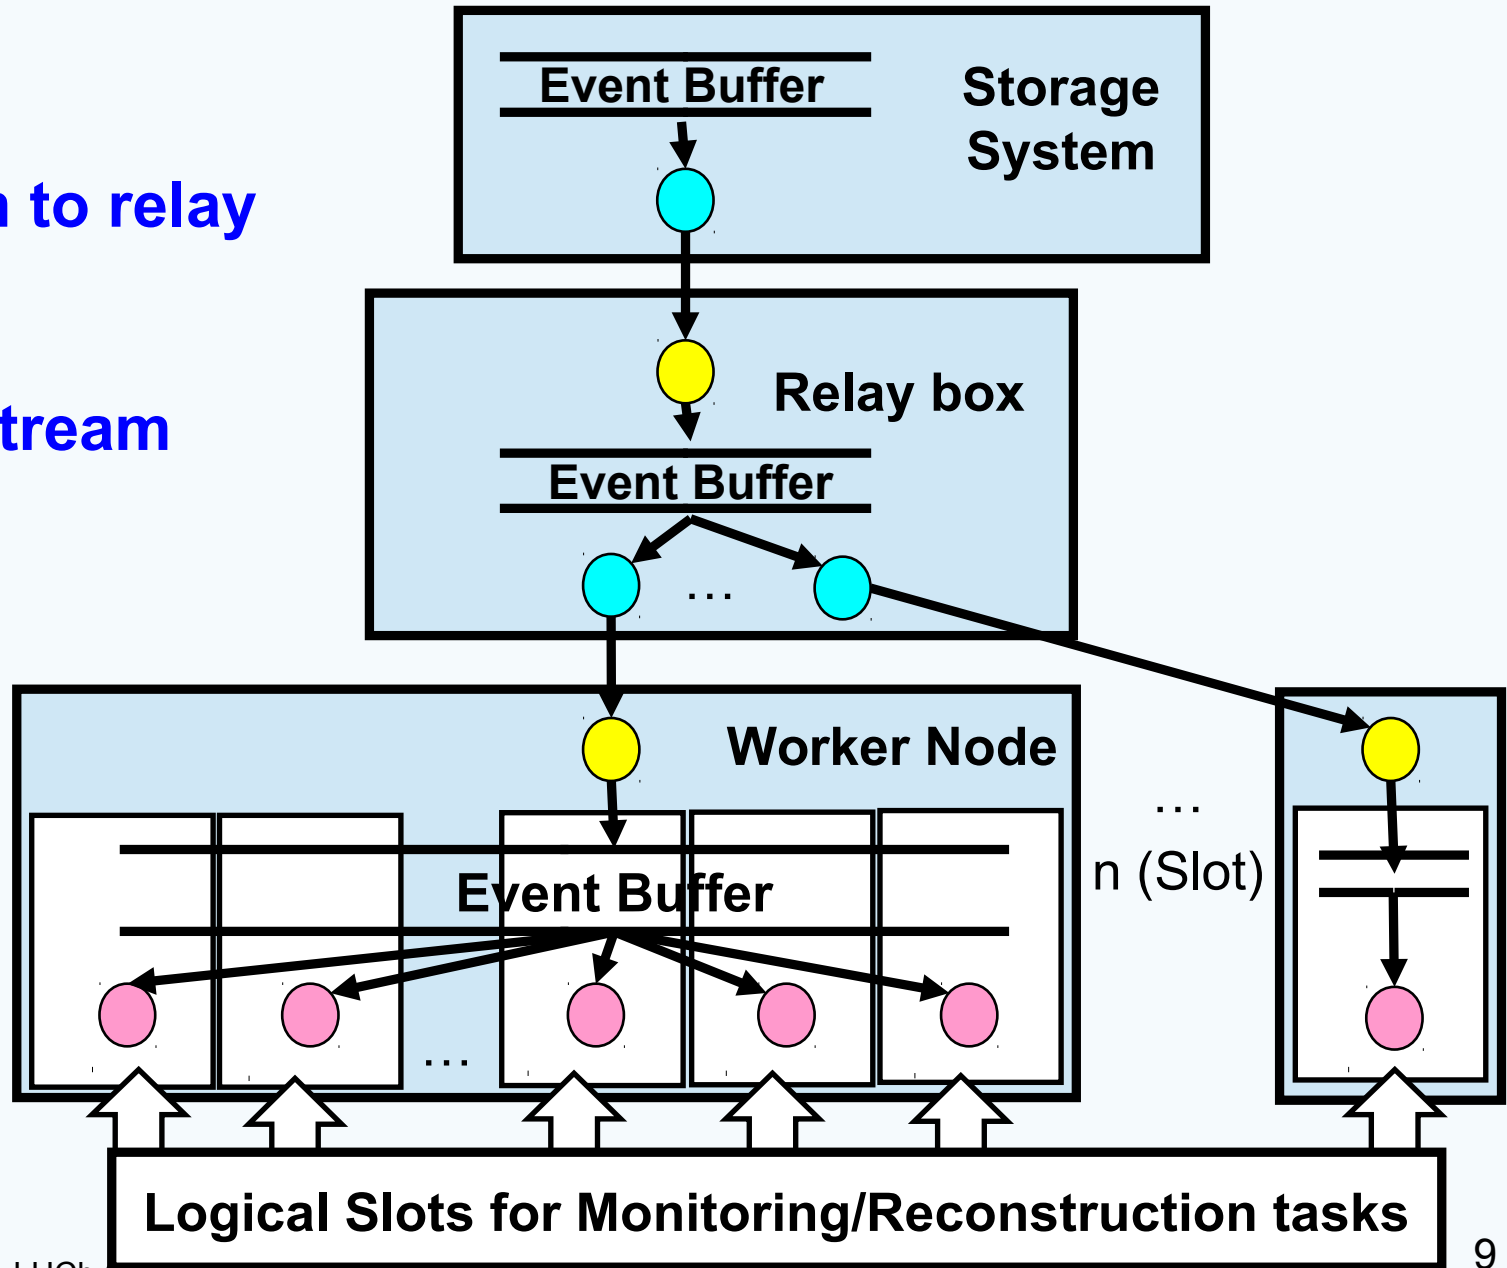 Event Buffer
Storage
System
to relay
Relay box
Event Buffer
…
Worker Node
…
n (Slot)
Event Buffer
…
Logical Slots for Monitoring/Reconstruction tasks
9